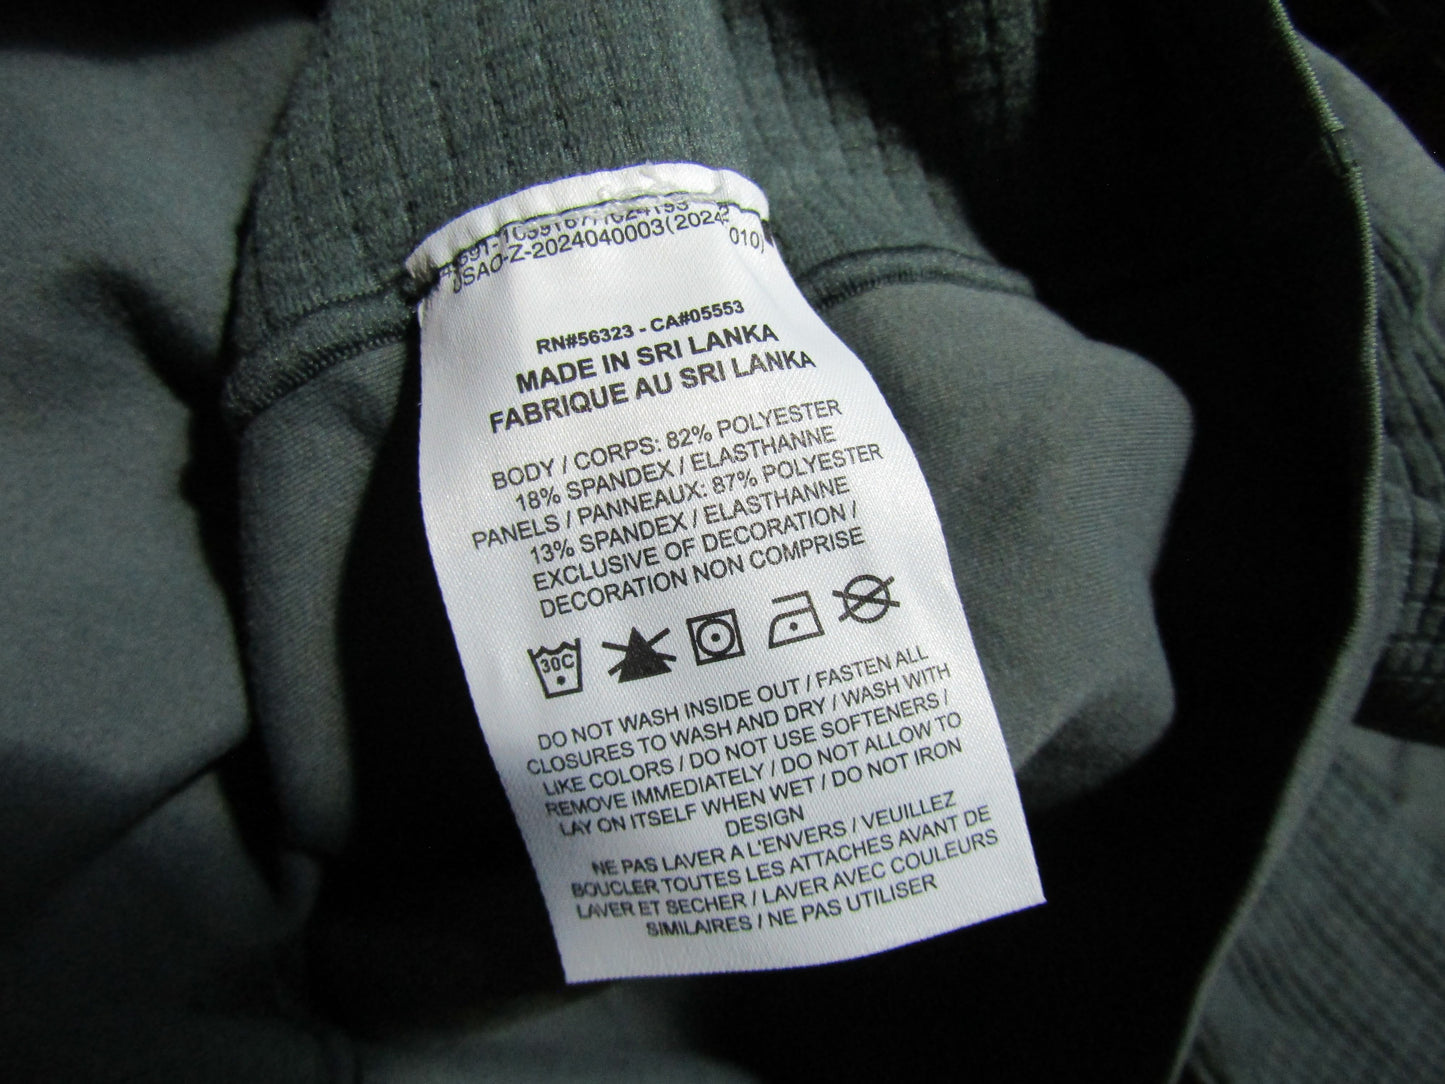 USAO-Z-2024040003(2024
010)
RN#56323 - CA#05553
MADE IN SRI LANKA
FABRIQUE AU SRI LANKA
BODY / CORPS: 82% POLYESTER
18% SPANDEX / ELASTHANNE
PANELS / PANNEAUX: 87% POLYESTER
13% SPANDEX / ELASTHANNE
EXCLUSIVE OF DECORATION /
DECORATION NON COMPRISE
30C
DO NOT WASH INSIDE OUT / FASTEN ALL
CLOSURES TO WASH AND DRY / WASH WITH
LIKE COLORS / DO NOT USE SOFTENERS /
REMOVE IMMEDIATELY / DO NOT ALLOW TO
LAY ON ITSELF WHEN WET / DO NOT IRON
DESIGN
NE PAS LAVER A L'ENVERS / VEUILLEZ
BOUCLER TOUTES LES ATTACHES AVANT DE
LAVER ET SECHER / LAVER AVEC COULEURS
SIMILAIRES / NE PAS UTILISER